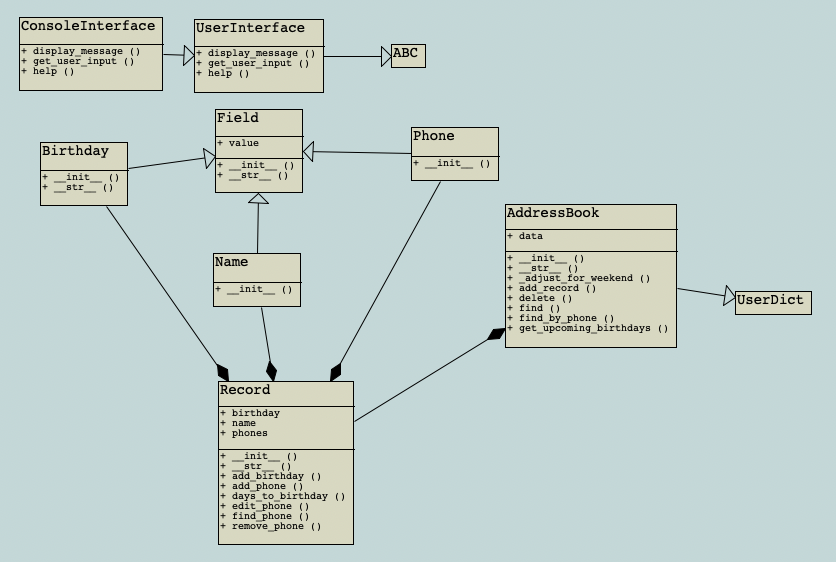 ConsoleInterface
+ display_message ()
+ get_user_input ()
+ help ()
UserInterface
+ display_message ()
+ get_user_input ()
+ help ()
ABC
Field
+ value
+ __init__ ()
+ __str__ ()
Birthday
+ __init__ ()
+ __str__ ()
Phone
+ __init__ ()
Name
+ __init__ ()
AddressBook
+ data
+ __init__ ()
+ __str__ ()
+ _adjust_for_weekend ()
+ add_record ()
+ delete ()
+ find ()
+ find_by_phone ()
+ get_upcoming_birthdays ()
UserDict
Record
+ birthday
+ name
+ phones
+ __init__ ()
+ __str__ ()
+ add_birthday ()
+ add_phone ()
+ days_to_birthday ()
+ edit_phone ()
+ find_phone ()
+ remove_phone ()